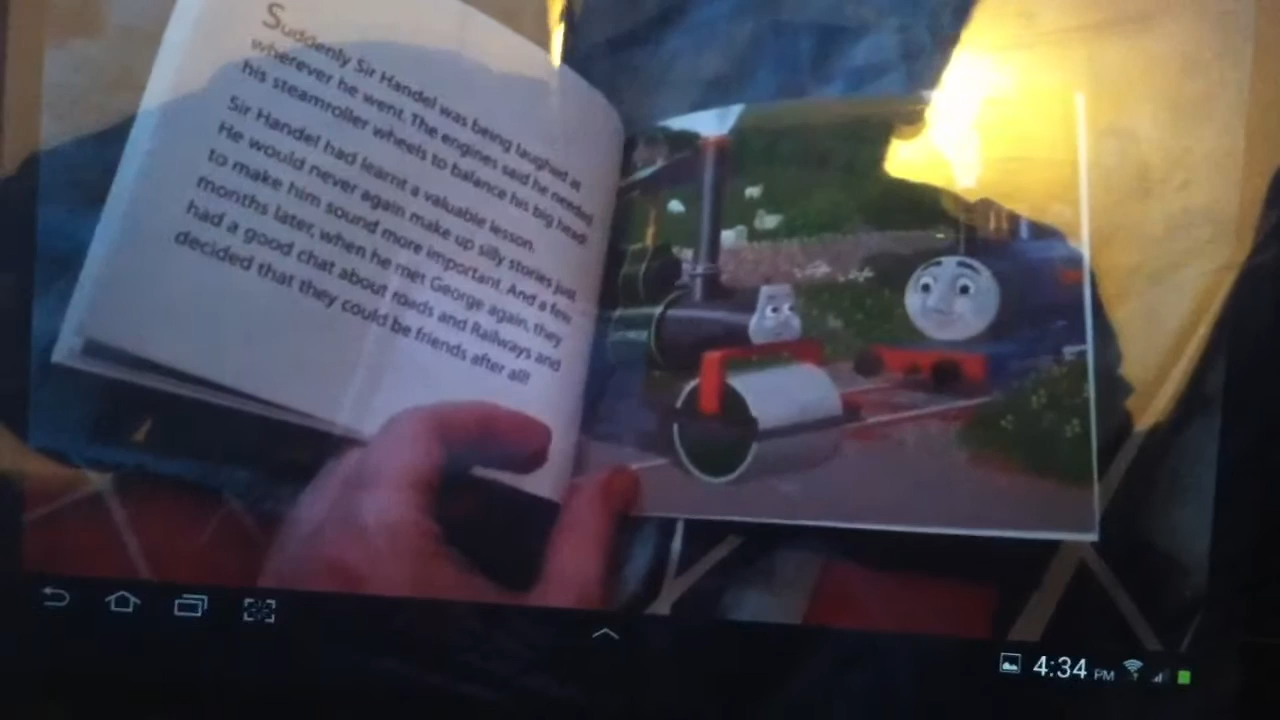 Suddenly Sir Handel was being laughed at
wherever he went. The engines said he needed
his steamroller wheels to balance his big head!
Sir Handel had learnt a valuable lesson.
He would never again make up silly stories just
to make him sound more important. And a few
months later, when he met George again, they
had a good chat about roads and Railways and
decided that they could be friends after all!
4:34 PM